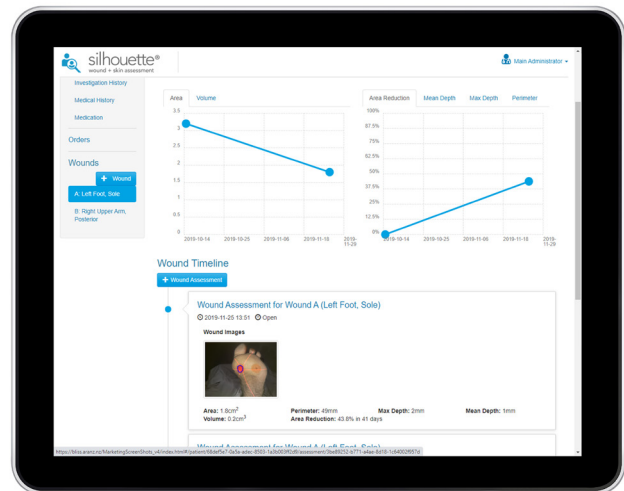 silhouette®
wound + skin assessment
Main Administrator
Investigation History
Medical History
Medication
Orders
Wounds
+ Wound
A: Left Foot, Sole
B: Right Upper Arm,
Posterior
Area Volume
3.5
3
2.5
2
1.5
1
0.5
0
2019-10-14 2019-10-25 2019-11-06 2019-11-18 2019-
11-29
Area Reduction Mean Depth Max Depth Perimeter
100%
87.5%
75%
62.5%
50%
37.5%
25%
12.5%
0%
2019-10-14 2019-10-25 2019-11-06 2019-11-18 2019-
11-29
Wound Timeline
+ Wound Assessment
Wound Assessment for Wound A (Left Foot, Sole)
2019-11-25 13:51 Open
Wound Images
Area: 1.8cm² Perimeter: 49mm Max Depth: 2mm Mean Depth: 1mm
Volume: 0.2cm³ Area Reduction: 43.8% in 41 days
Wound Assessment for Wound A (Left Foot, Sole)